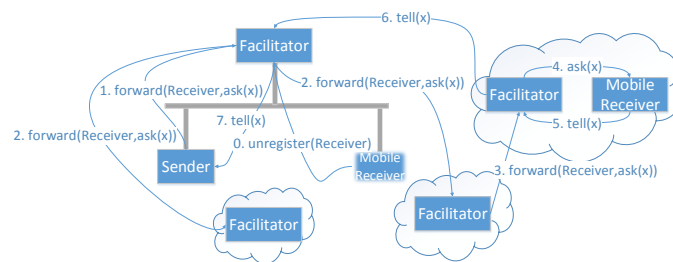 6. tell(x)
Facilitator
4. ask(x)
1. forward(Receiver,ask(x))
2. forward(Receiver,ask(x))
Facilitator
Mobile
Receiver
7. tell(x)
5. tell(x)
2. forward(Receiver,ask(x))
0. unregister(Receiver)
Sender
Mobile
Receiver
3. forward(Receiver,ask(x))
Facilitator
Facilitator